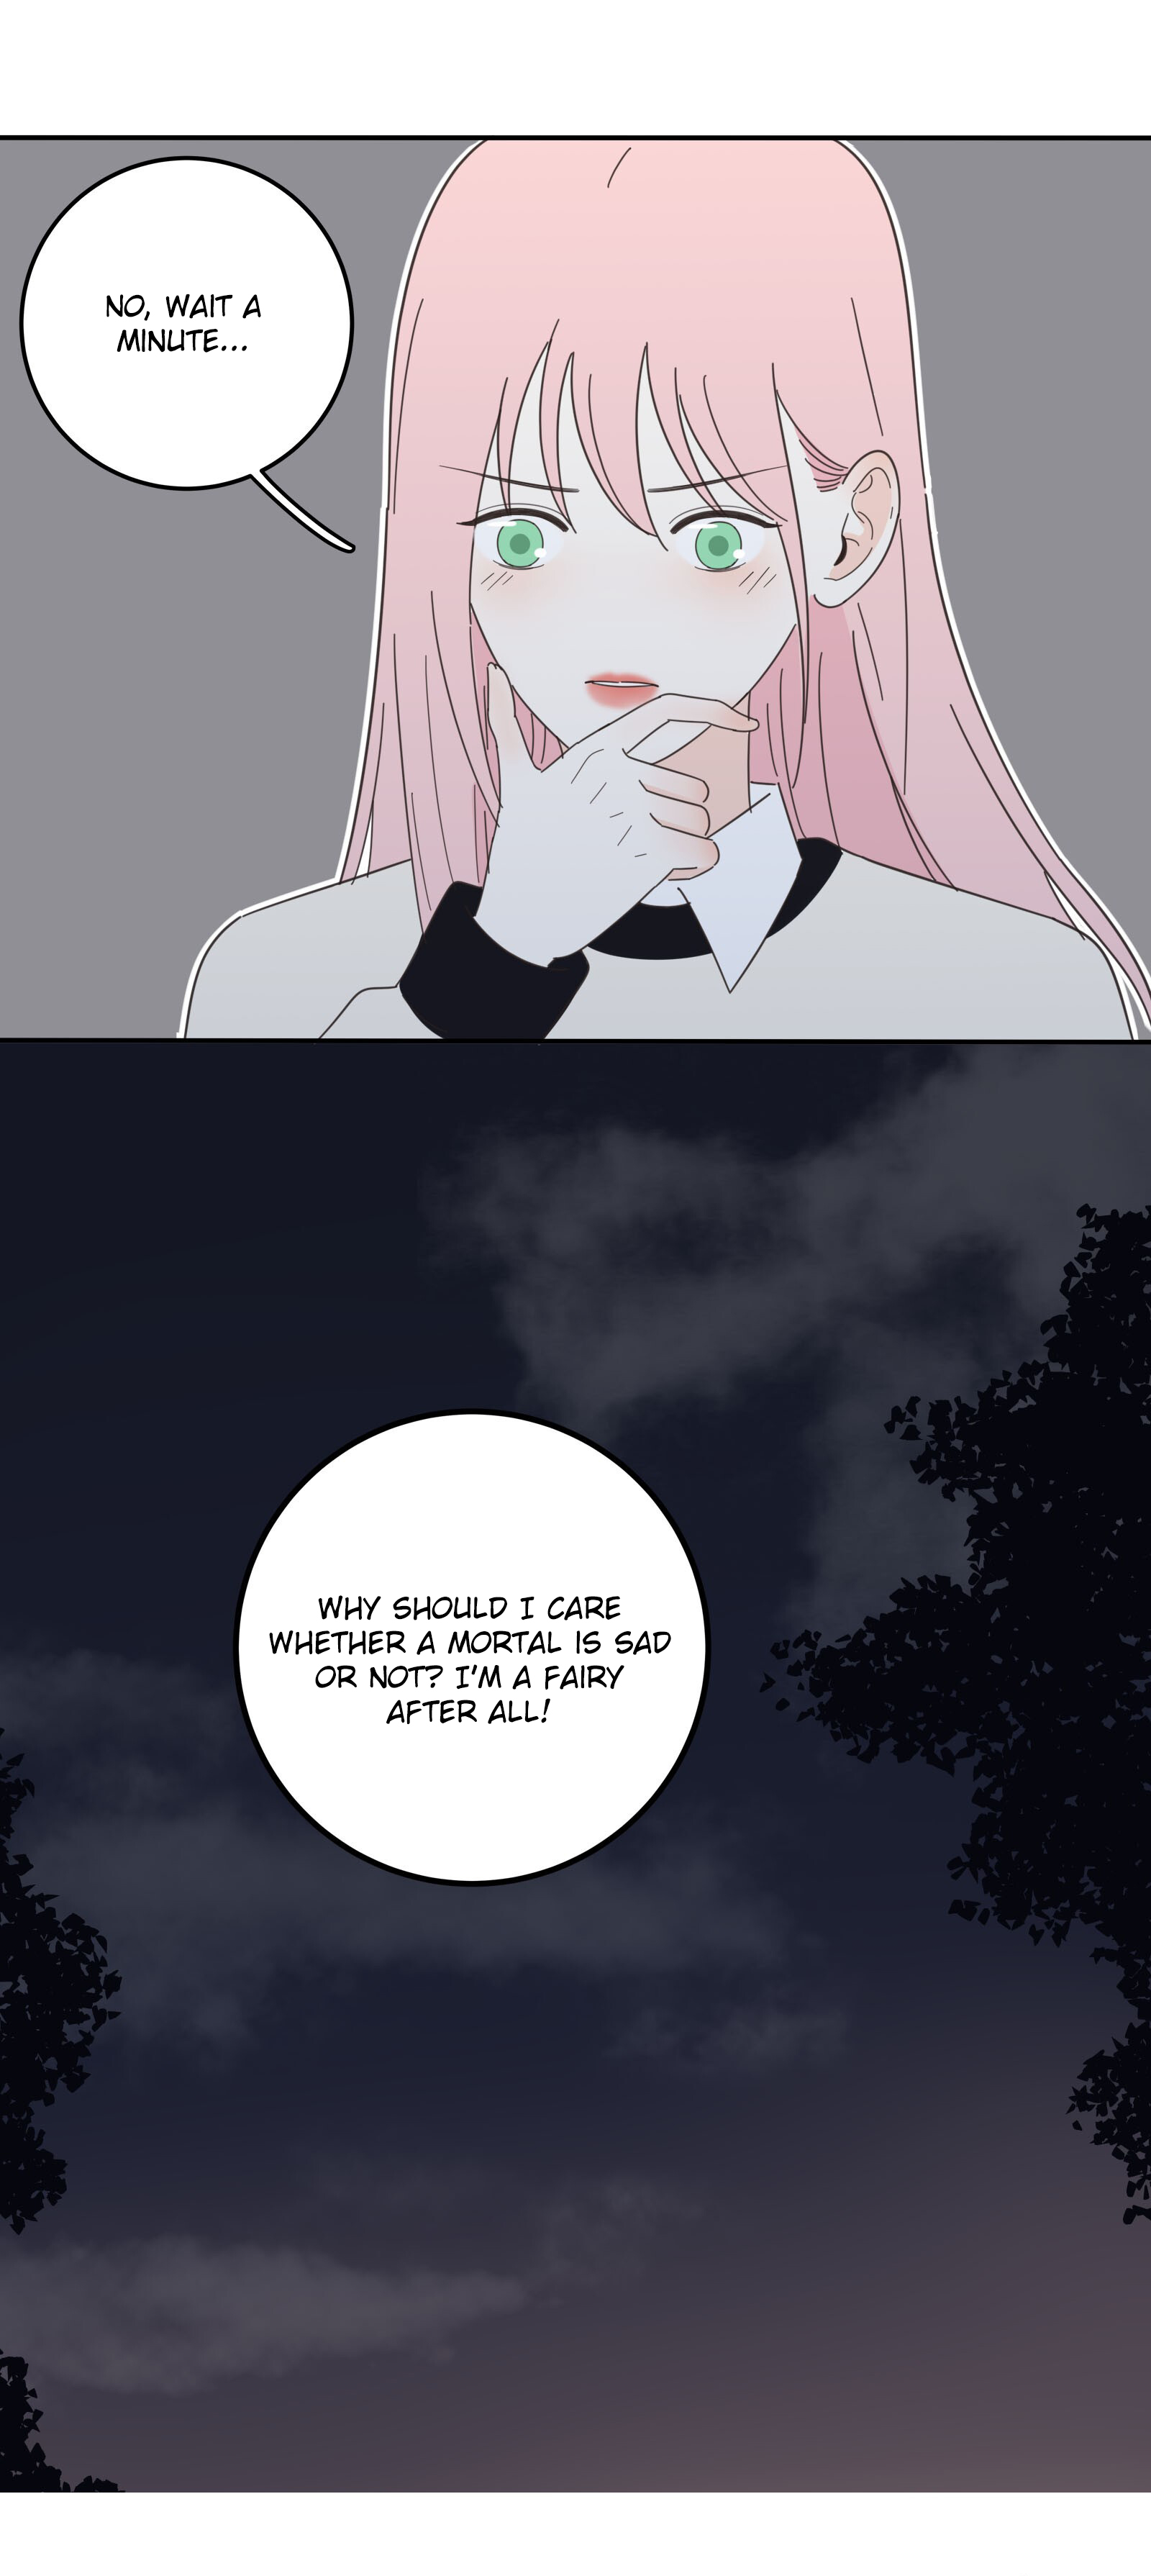 NO, WAIT A
MINUTE...
WHY SHOULD I CARE
WHETHER A MORTAL IS SAD
OR NOT? I'M A FAIRY
AFTER ALL!